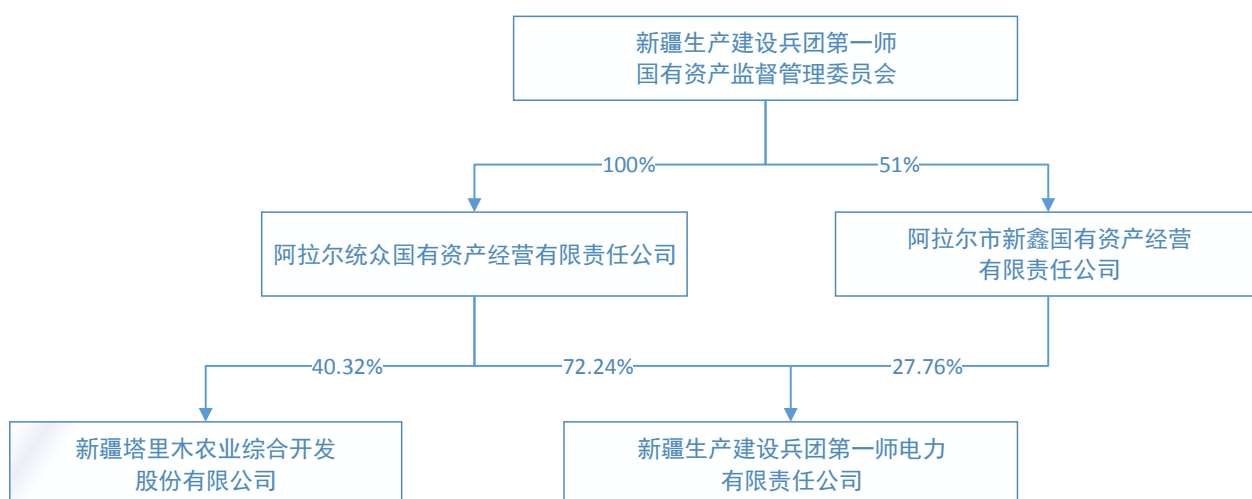 新疆生产建设兵团第一师
国有资产监督管理委员会
100%
51%
阿拉尔统众国有资产经营有限责任公司
阿拉尔市新鑫国有资产经营
有限责任公司
40.32%
72.24%
27.76%
新疆塔里木农业综合开发
股份有限公司
新疆生产建设兵团第一师电力
有限责任公司